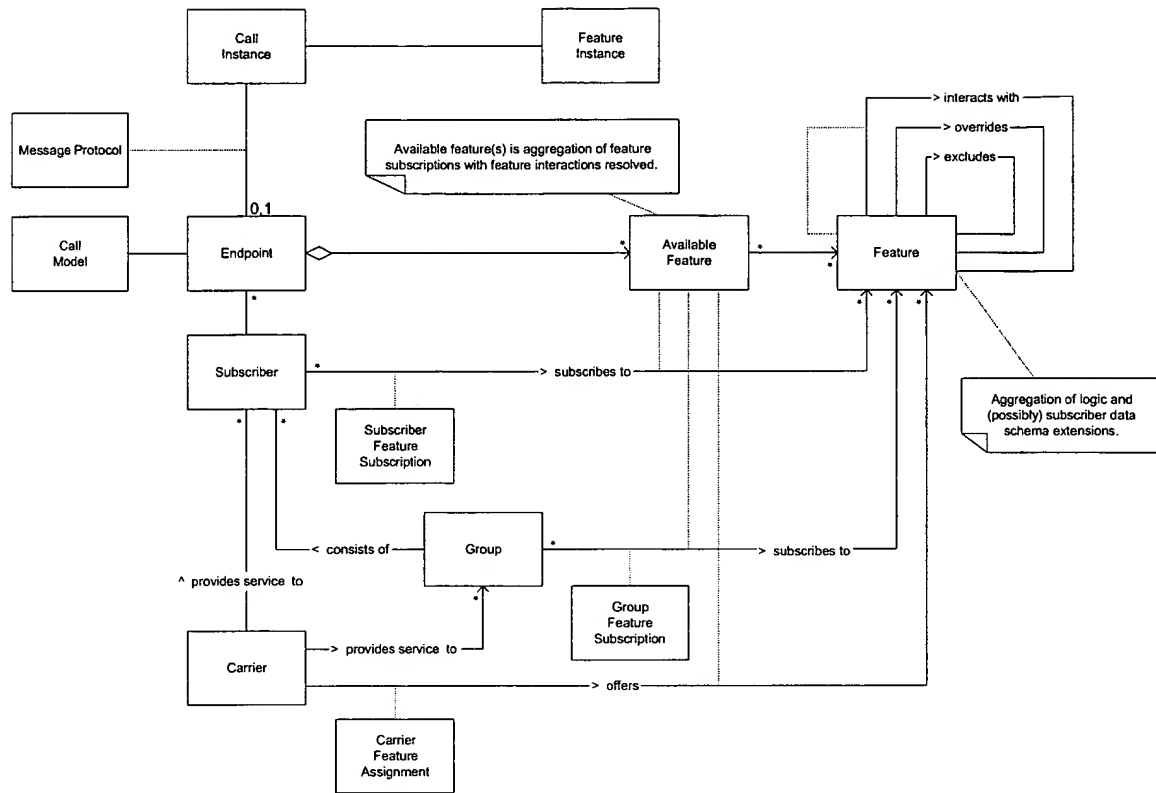 Call
Instance
Feature
Instance
> interacts with
Message Protocol
> overrides
Available feature(s) is aggregation of feature
subscriptions with feature interactions resolved.
> excludes
0,1
Call
Model
Endpoint
*
Available
Feature
*
*
Feature
*
*
*
*
Subscriber
*
> subscribes to
*
*
Subscriber
Feature
Subscription
Aggregation of logic and
(possibly) subscriber data
schema extensions.
< consists of
Group
*
> subscribes to
^ provides service to
*
Group
Feature
Subscription
Carrier
> provides service to
> offers
Carrier
Feature
Assignment